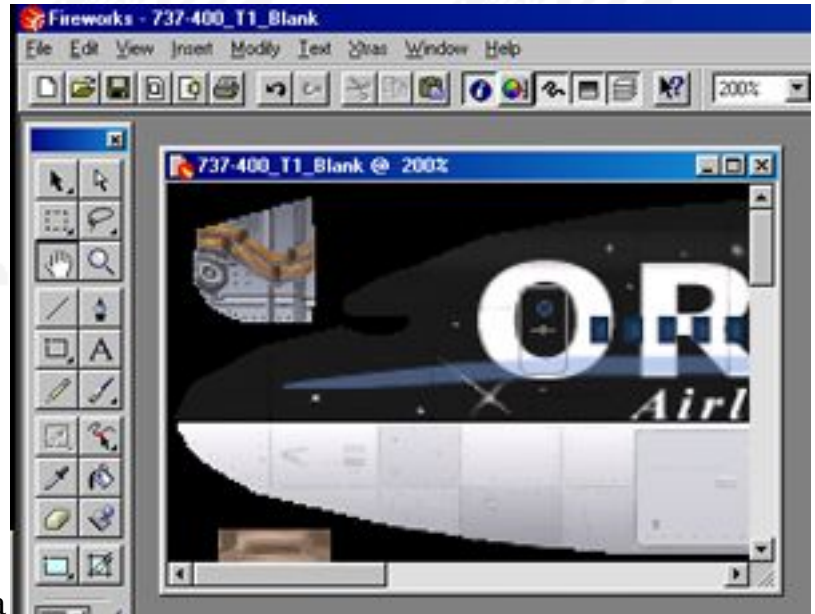 Fireworks - 737-400_T1_Blank
File Edit View Insert Modify Text Xtras Window Help
200%
737-400_T1_Blank @ 200%
OR
Airl